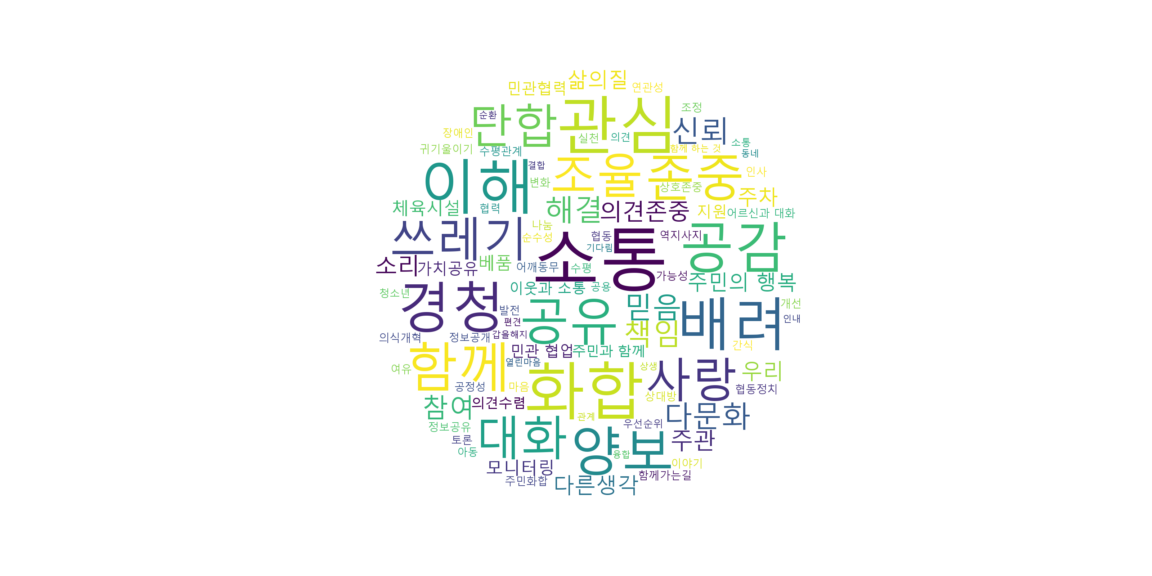 삶의질
민관협력
연관성
관심
단합
순환
조정
신뢰
장애인
실천
의견
소통
귀기울이기
수평관계
함께 하는 것
동네
이해
결합
조율
존중
인사
변화
상호존중
주차
체육시설
협력
해결
의견존중
지원
어르신과 대화
쓰레기
나눔
순수성
협동
기다림
소통
역지사지
공감
소리
가치공유
베품
어깨동무
수평
가능성
주민의 행복
청소년
경청
이웃과 소통
공용
믿음
배려
개선
인내
발전
편견
공유
책임
의식개혁
정보공개
갑을해지
간식
함께
민관 협업
주민과 함께
열린마음
여유
공정성
마음
화합
상생
사랑
우리
협동정치
상대방
참여
의견수렴
관계
우선순위
다문화
정보공유
토론
아동
대화
양보
융합
주관
모니터링
이야기
함께가는길
주민화합
다른생각